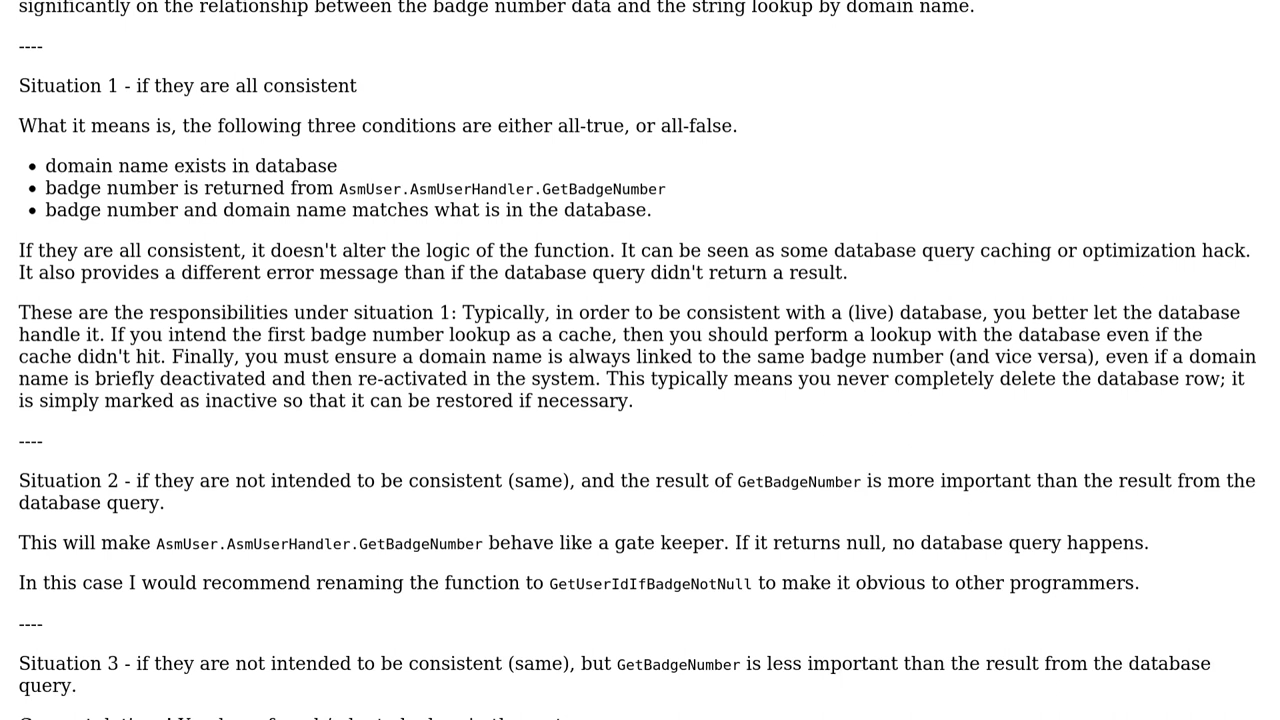 significantly on the relationship between the badge number data and the string lookup by domain name.
----
Situation 1 - if they are all consistent
What it means is, the following three conditions are either all-true, or all-false.
• domain name exists in database
• badge number is returned from AsmUser.AsmUserHandler.GetBadgeNumber
• badge number and domain name matches what is in the database.
If they are all consistent, it doesn't alter the logic of the function. It can be seen as some database query caching or optimization hack.
It also provides a different error message than if the database query didn't return a result.
These are the responsibilities under situation 1: Typically, in order to be consistent with a (live) database, you better let the database
handle it. If you intend the first badge number lookup as a cache, then you should perform a lookup with the database even if the
cache didn't hit. Finally, you must ensure a domain name is always linked to the same badge number (and vice versa), even if a domain
name is briefly deactivated and then re-activated in the system. This typically means you never completely delete the database row; it
is simply marked as inactive so that it can be restored if necessary.
----
Situation 2 - if they are not intended to be consistent (same), and the result of GetBadgeNumber is more important than the result from the
database query.
This will make AsmUser.AsmUserHandler.GetBadgeNumber behave like a gate keeper. If it returns null, no database query happens.
In this case I would recommend renaming the function to GetUserIdIfBadgeNotNull to make it obvious to other programmers.
----
Situation 3 - if they are not intended to be consistent (same), but GetBadgeNumber is less important than the result from the database
query.